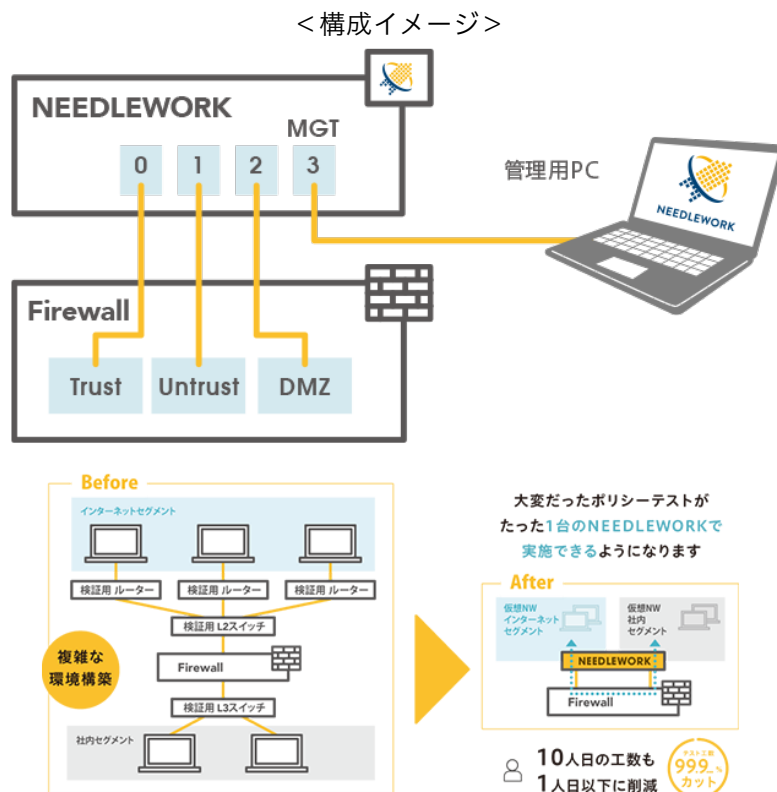 ＜構成イメージ＞
NEEDLEWORK
MGT
0
1
2
3
管理用PC
NEEDLEWORK
Firewall
Trust
Untrust
DMZ
Before
インターネットセグメント
検証用 ルーター
検証用 ルーター
検証用 ルーター
検証用 L2スイッチ
複雑な
環境構築
Firewall
検証用 L3スイッチ
社内セグメント
大変だったポリシーテストが
たった1台のNEEDLEWORKで
実施できるようになります
After
仮想NW
インターネット
セグメント
仮想NW
社内
セグメント
NEEDLEWORK
Firewall
10人日の工数も
1人日以下に削減
テスト工数
99.9%
カット